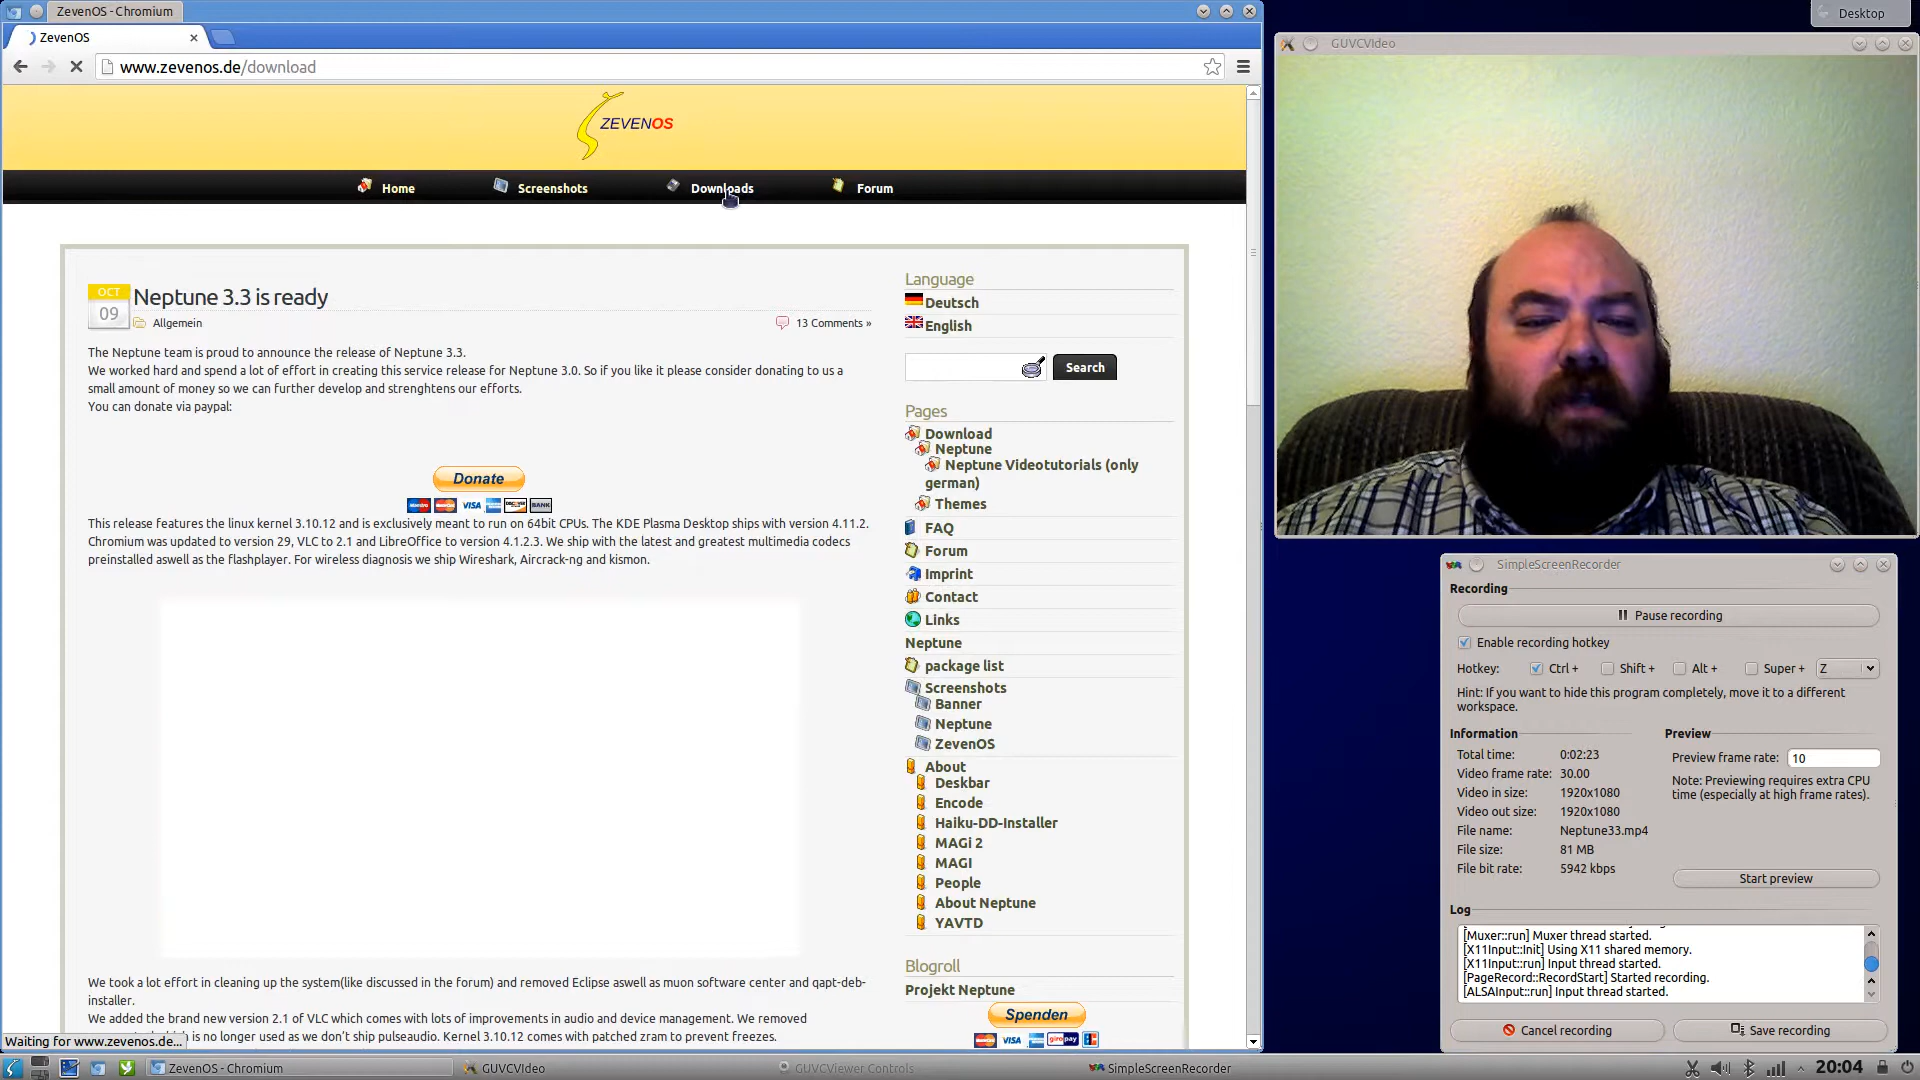 ZevenOS - Chromium
Desktop
ZevenOS
www.zevenos.de/download
ZEVENOS
Home
Screenshots
Downloads
Forum
OCT
09
Neptune 3.3 is ready
Allgemein
13 Comments »
The Neptune team is proud to announce the release of Neptune 3.3.
We worked hard and spend a lot of effort in creating this service release for Neptune 3.0. So if you like it please consider donating to us a
small amount of money so we can further develop and strenghtens our efforts.
You can donate via paypal:
Donate
VISA
BANK
This release features the linux kernel 3.10.12 and is exclusively meant to run on 64bit CPUs. The KDE Plasma Desktop ships with version 4.11.2.
Chromium was updated to version 29, VLC to 2.1 and LibreOffice to version 4.1.2.3. We ship with the latest and greatest multimedia codecs
preinstalled aswell as the flashplayer. For wireless diagnosis we ship Wireshark, Aircrack-ng and kismon.
We took a lot effort in cleaning up the system(like discussed in the forum) and removed Eclipse aswell as muon software center and qapt-deb-
installer.
We added the brand new version 2.1 of VLC which comes with lots of improvements in audio and device management. We removed
is no longer used as we don't ship pulseaudio. Kernel 3.10.12 comes with patched zram to prevent freezes.
Waiting for www.zevenos.de...
Language
Deutsch
English
Search
Pages
Download
Neptune
Neptune Videotutorials (only
german)
Themes
FAQ
Forum
Imprint
Contact
Links
Neptune
package list
Screenshots
Banner
Neptune
ZevenOS
About
Deskbar
Encode
Haiku-DD-Installer
MAGi 2
MAGI
People
About Neptune
YAVTD
Blogroll
Projekt Neptune
Spenden
VISA
giropay
GUVCVideo
SimpleScreenRecorder
Recording
Pause recording
Enable recording hotkey
Hotkey: Ctrl + Shift + Alt + Super + Z
Hint: If you want to hide this program completely, move it to a different
workspace.
Information
Total time: 0:02:23
Video frame rate: 30.00
Video in size: 1920x1080
Video out size: 1920x1080
File name: Neptune33.mp4
File size: 81 MB
File bit rate: 5942 kbps
Preview
Preview frame rate: 10
Note: Previewing requires extra CPU
time (especially at high frame rates).
Start preview
Log
[Muxer::run] Muxer thread started.
[X11Input::Init] Using X11 shared memory.
[X11Input::run] Input thread started.
[PageRecord::RecordStart] Started recording.
[ALSAInput::run] Input thread started.
Cancel recording
Save recording
ZevenOS - Chromium
GUVCVideo
GUVCViewer Controls
SimpleScreenRecorder
20:04